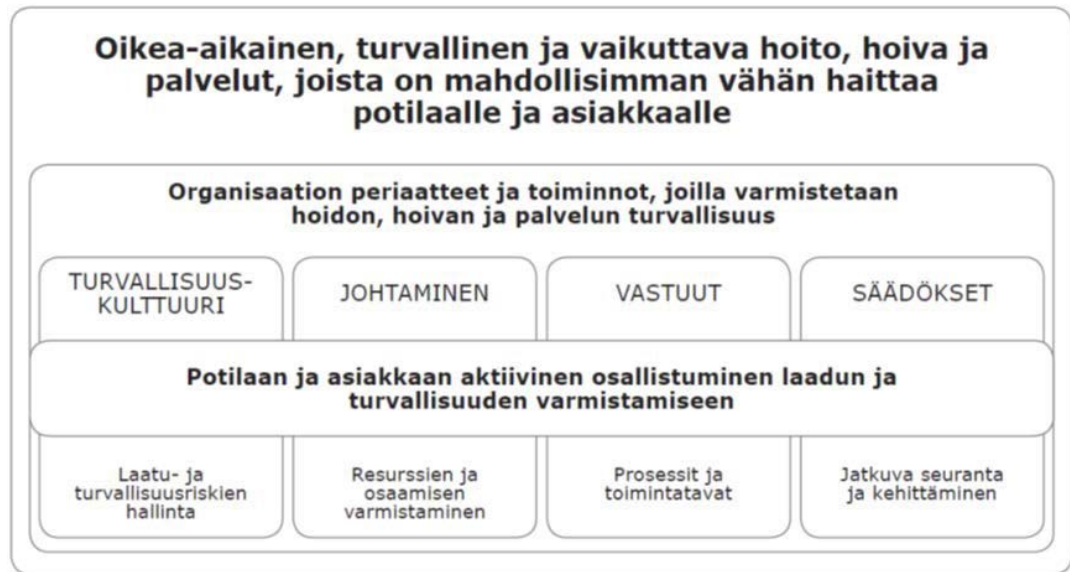 Oikea-aikainen, turvallinen ja vaikuttava hoito, hoiva ja
palvelut, joista on mahdollisimman vähän haittaa
potilaalle ja asiakkaalle
Organisaation periaatteet ja toiminnot, joilla varmistetaan
hoidon, hoivan ja palvelun turvallisuus
TURVALLISUUS-
KULTTUURI
JOHTAMINEN
VASTUUT
SÄÄDÖKSET
Potilaan ja asiakkaan aktiivinen osallistuminen laadun ja
turvallisuuden varmistamiseen
Laatu- ja
turvallisuusriskien
hallinta
Resurssien ja
osaamisen
varmistaminen
Prosessit ja
toimintatavat
Jatkuva seuranta
ja kehittäminen